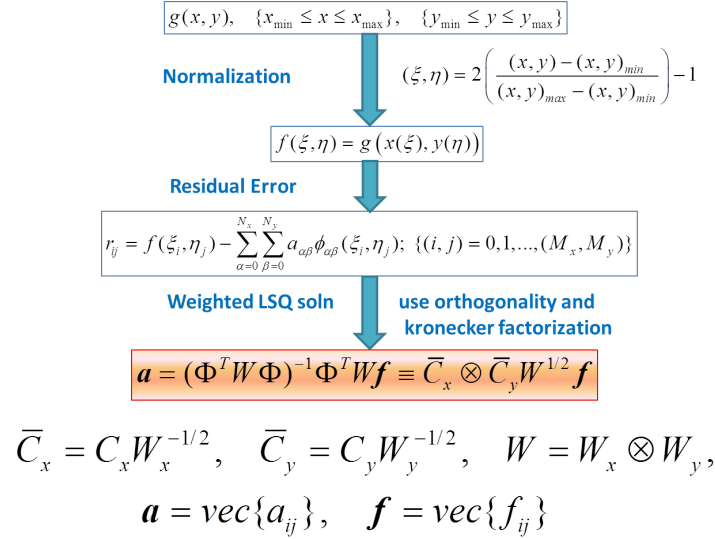 g(x, y), {x_min ≤ x ≤ x_max}, {y_min ≤ y ≤ y_max}
Normalization
(ξ, η) = 2( ((x, y) − (x, y)_min) / ((x, y)_max − (x, y)_min) ) − 1
f(ξ, η) = g(x(ξ), y(η))
Residual Error
r_ij = f(ξ_i, η_j) − ∑_{α=0}^{N_x} ∑_{β=0}^{N_y} a_αβ ϕ_αβ(ξ_i, η_j); {(i, j) = 0,1,...,(M_x, M_y)}
Weighted LSQ soln use orthogonality and
kronecker factorization
a = (Φ^T W Φ)^{−1} Φ^T W f ≡ C̅_x ⊗ C̅_y W^{1/2} f
C̅_x = C_x W_x^{−1/2}, C̅_y = C_y W_y^{−1/2}, W = W_x ⊗ W_y,
a = vec{a_ij}, f = vec{f_ij}